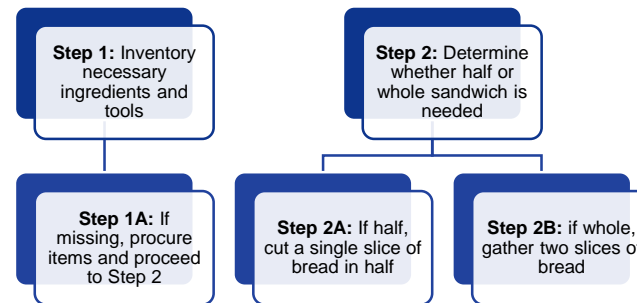 Step 1: Inventory
necessary
ingredients and
tools
Step 2: Determine
whether half or
whole sandwich is
needed
Step 1A: If
missing, procure
items and proceed
to Step 2
Step 2A: If half,
cut a single slice of
bread in half
Step 2B: if whole,
gather two slices of
bread